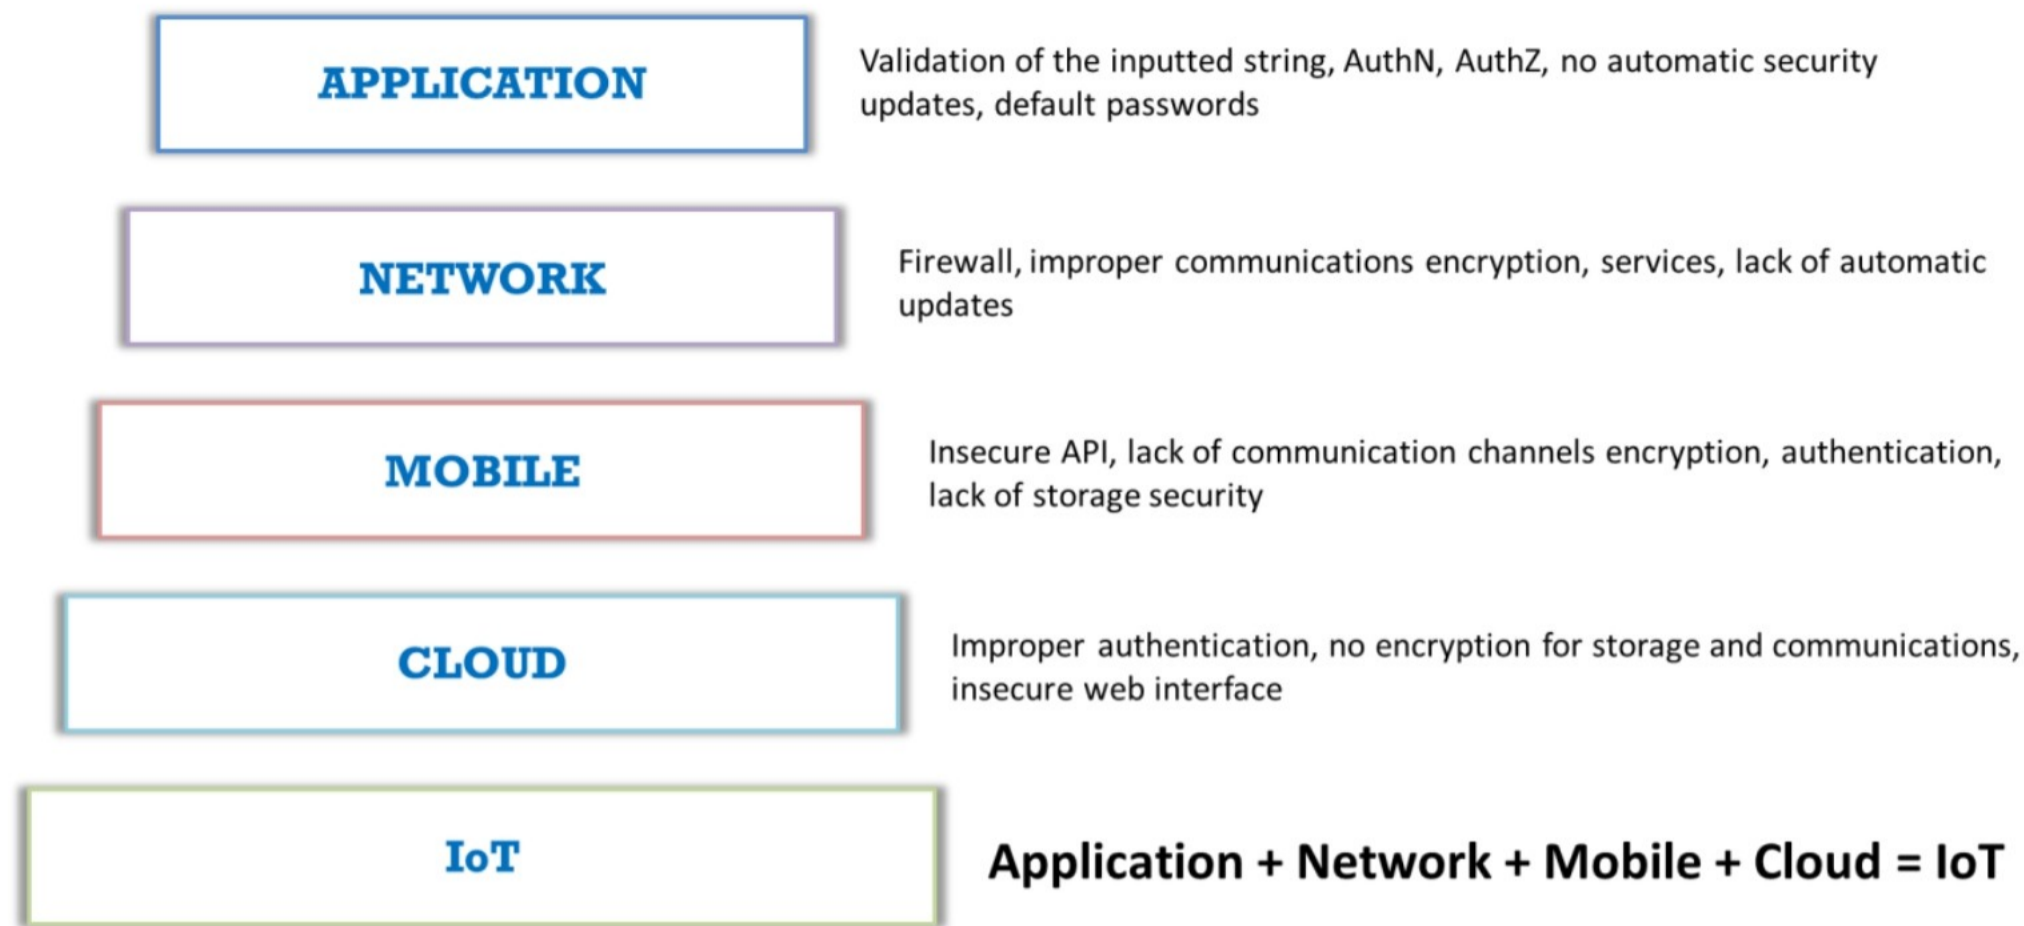 APPLICATION
Validation of the inputted string, AuthN, AuthZ, no automatic security
updates, default passwords
NETWORK
Firewall, improper communications encryption, services, lack of automatic
updates
MOBILE
Insecure API, lack of communication channels encryption, authentication,
lack of storage security
CLOUD
Improper authentication, no encryption for storage and communications,
insecure web interface
IoT
Application + Network + Mobile + Cloud = IoT